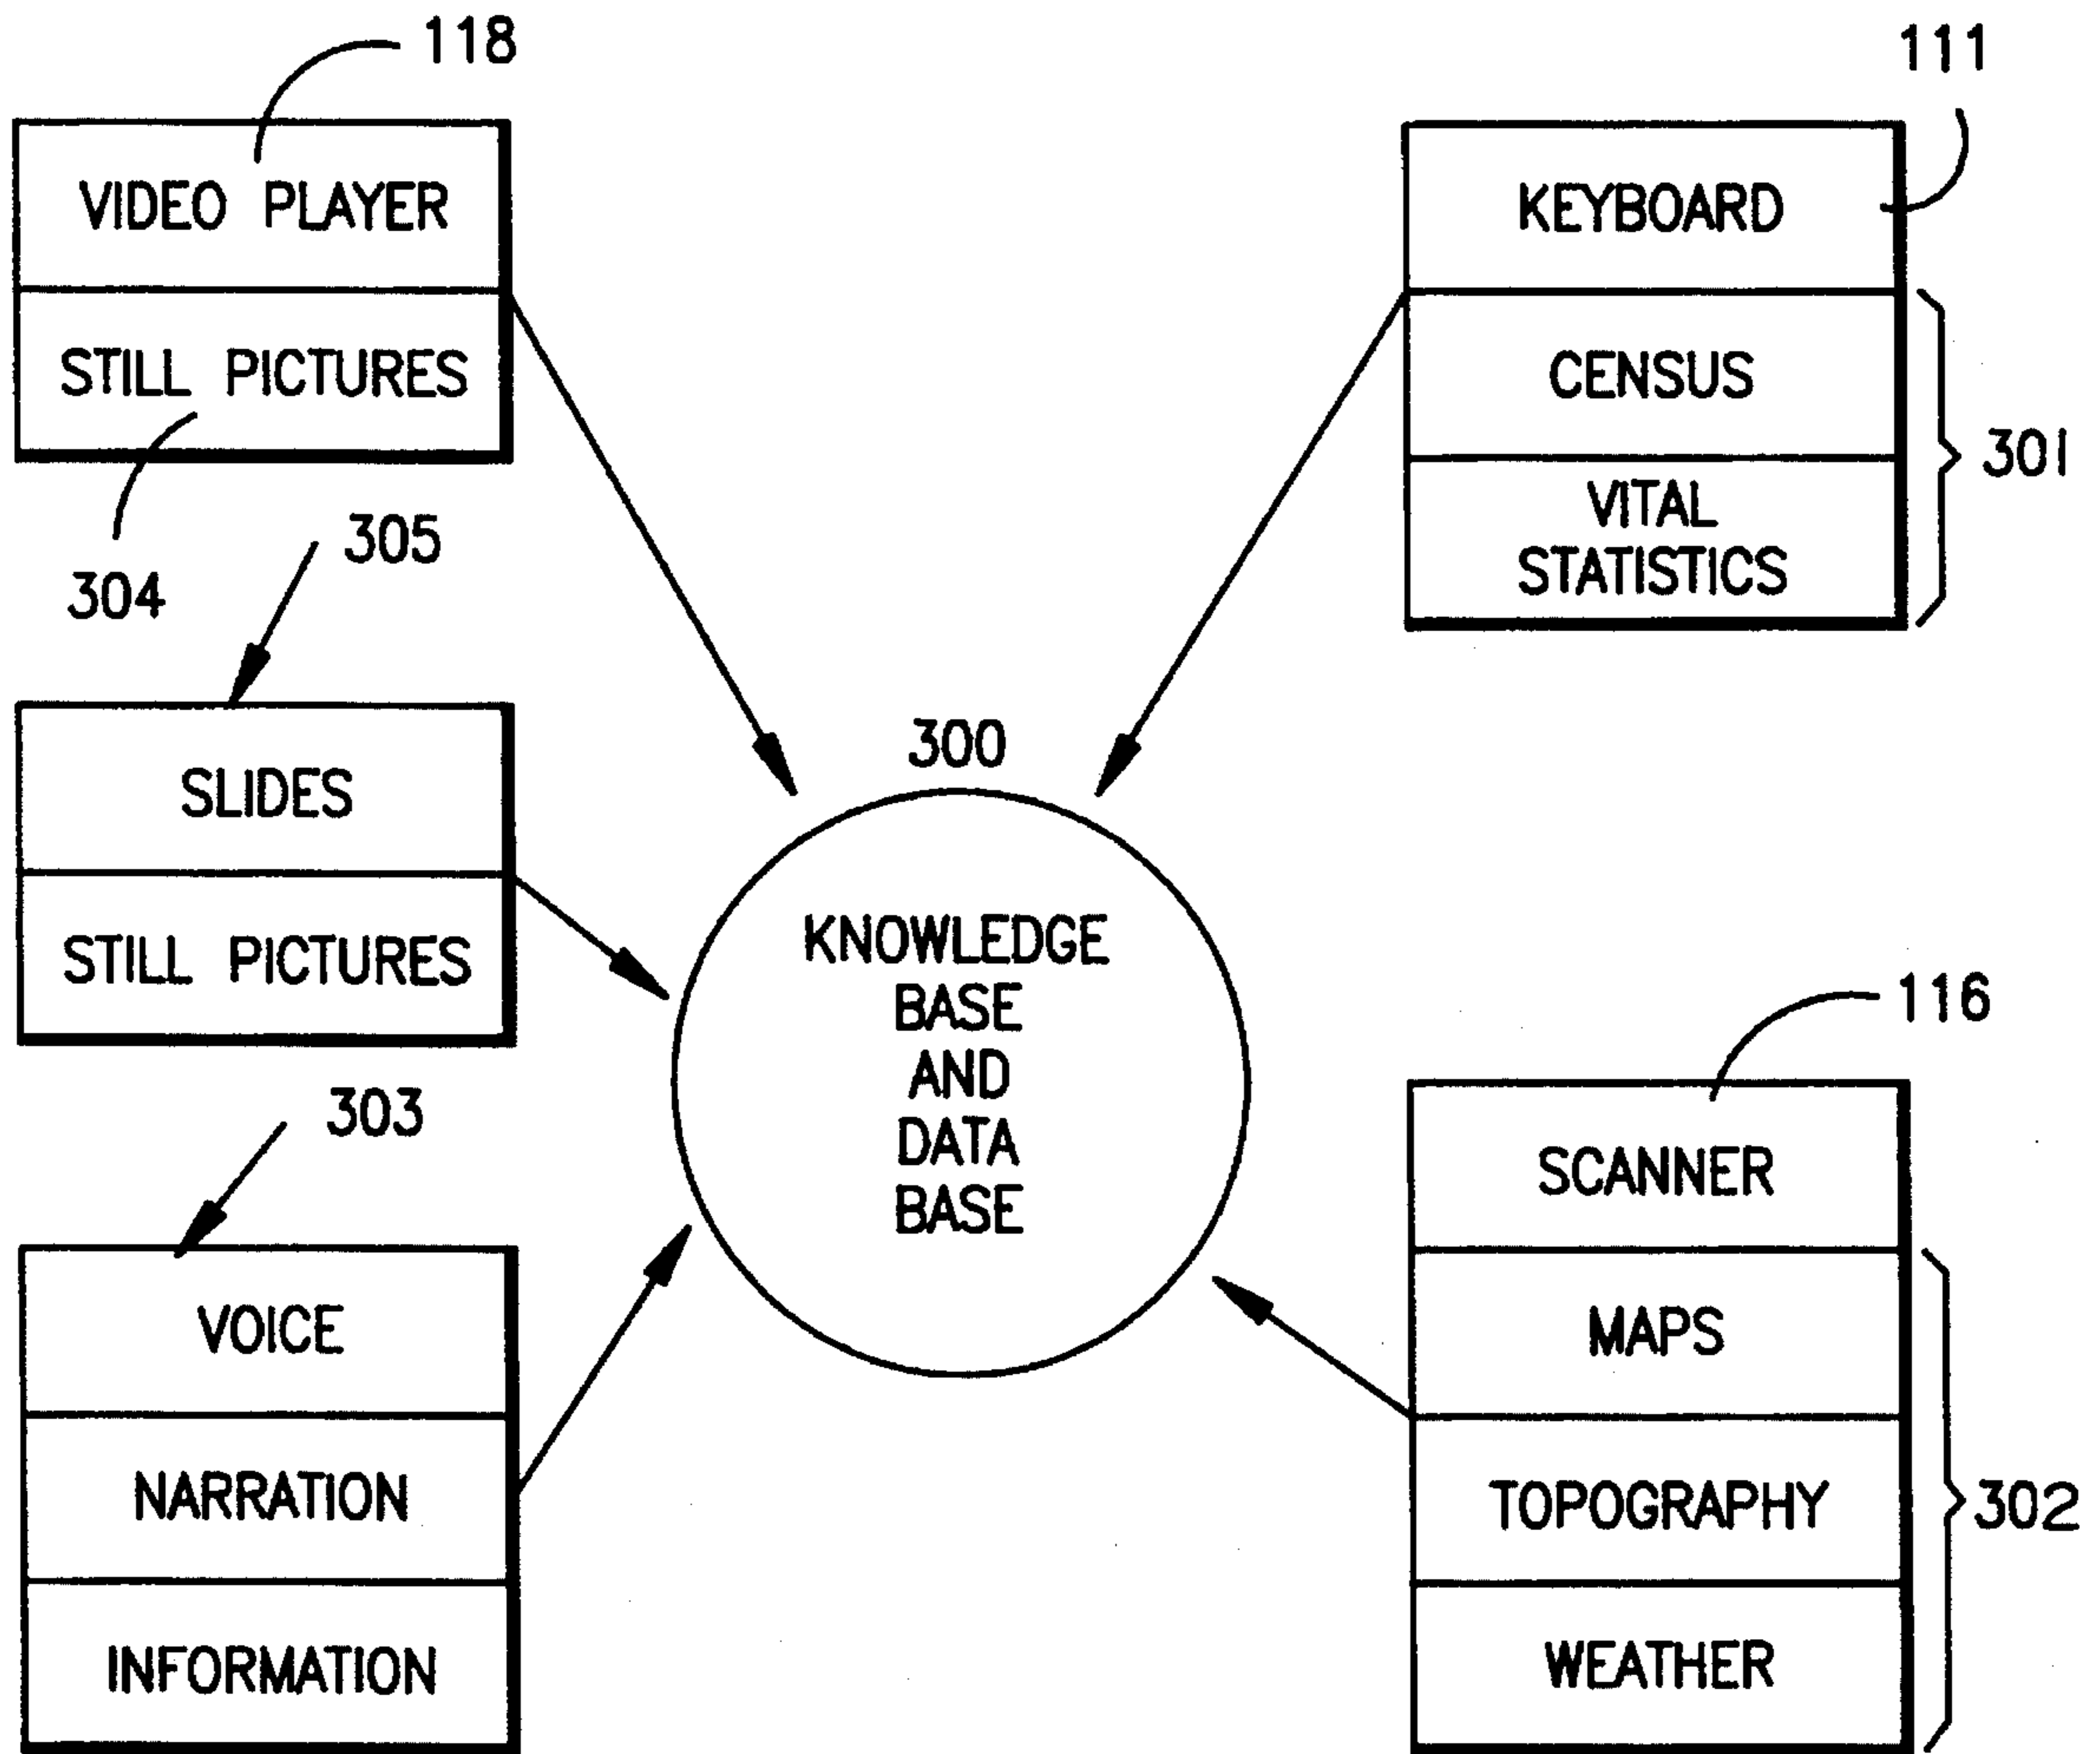 118
VIDEO PLAYER
STILL PICTURES
304
305
SLIDES
STILL PICTURES
303
VOICE
NARRATION
INFORMATION
300
KNOWLEDGE
BASE
AND
DATA
BASE
111
KEYBOARD
CENSUS
VITAL
STATISTICS
301
116
SCANNER
MAPS
TOPOGRAPHY
WEATHER
302